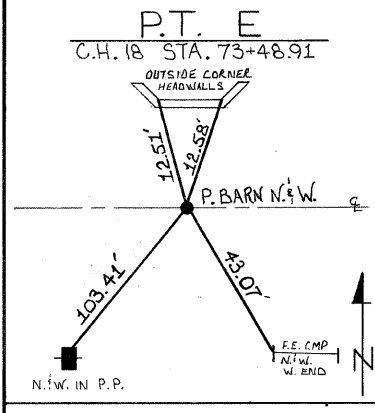 P.T. E
C.H. 18 STA. 73+48.91
OUTSIDE CORNER
HEADWALLS
12.51'
12.58'
P. BARN N.&W.
℄
103.41'
43.07'
F.E. CMP
N.&W.
W. END
N
N.&W. IN P.P.